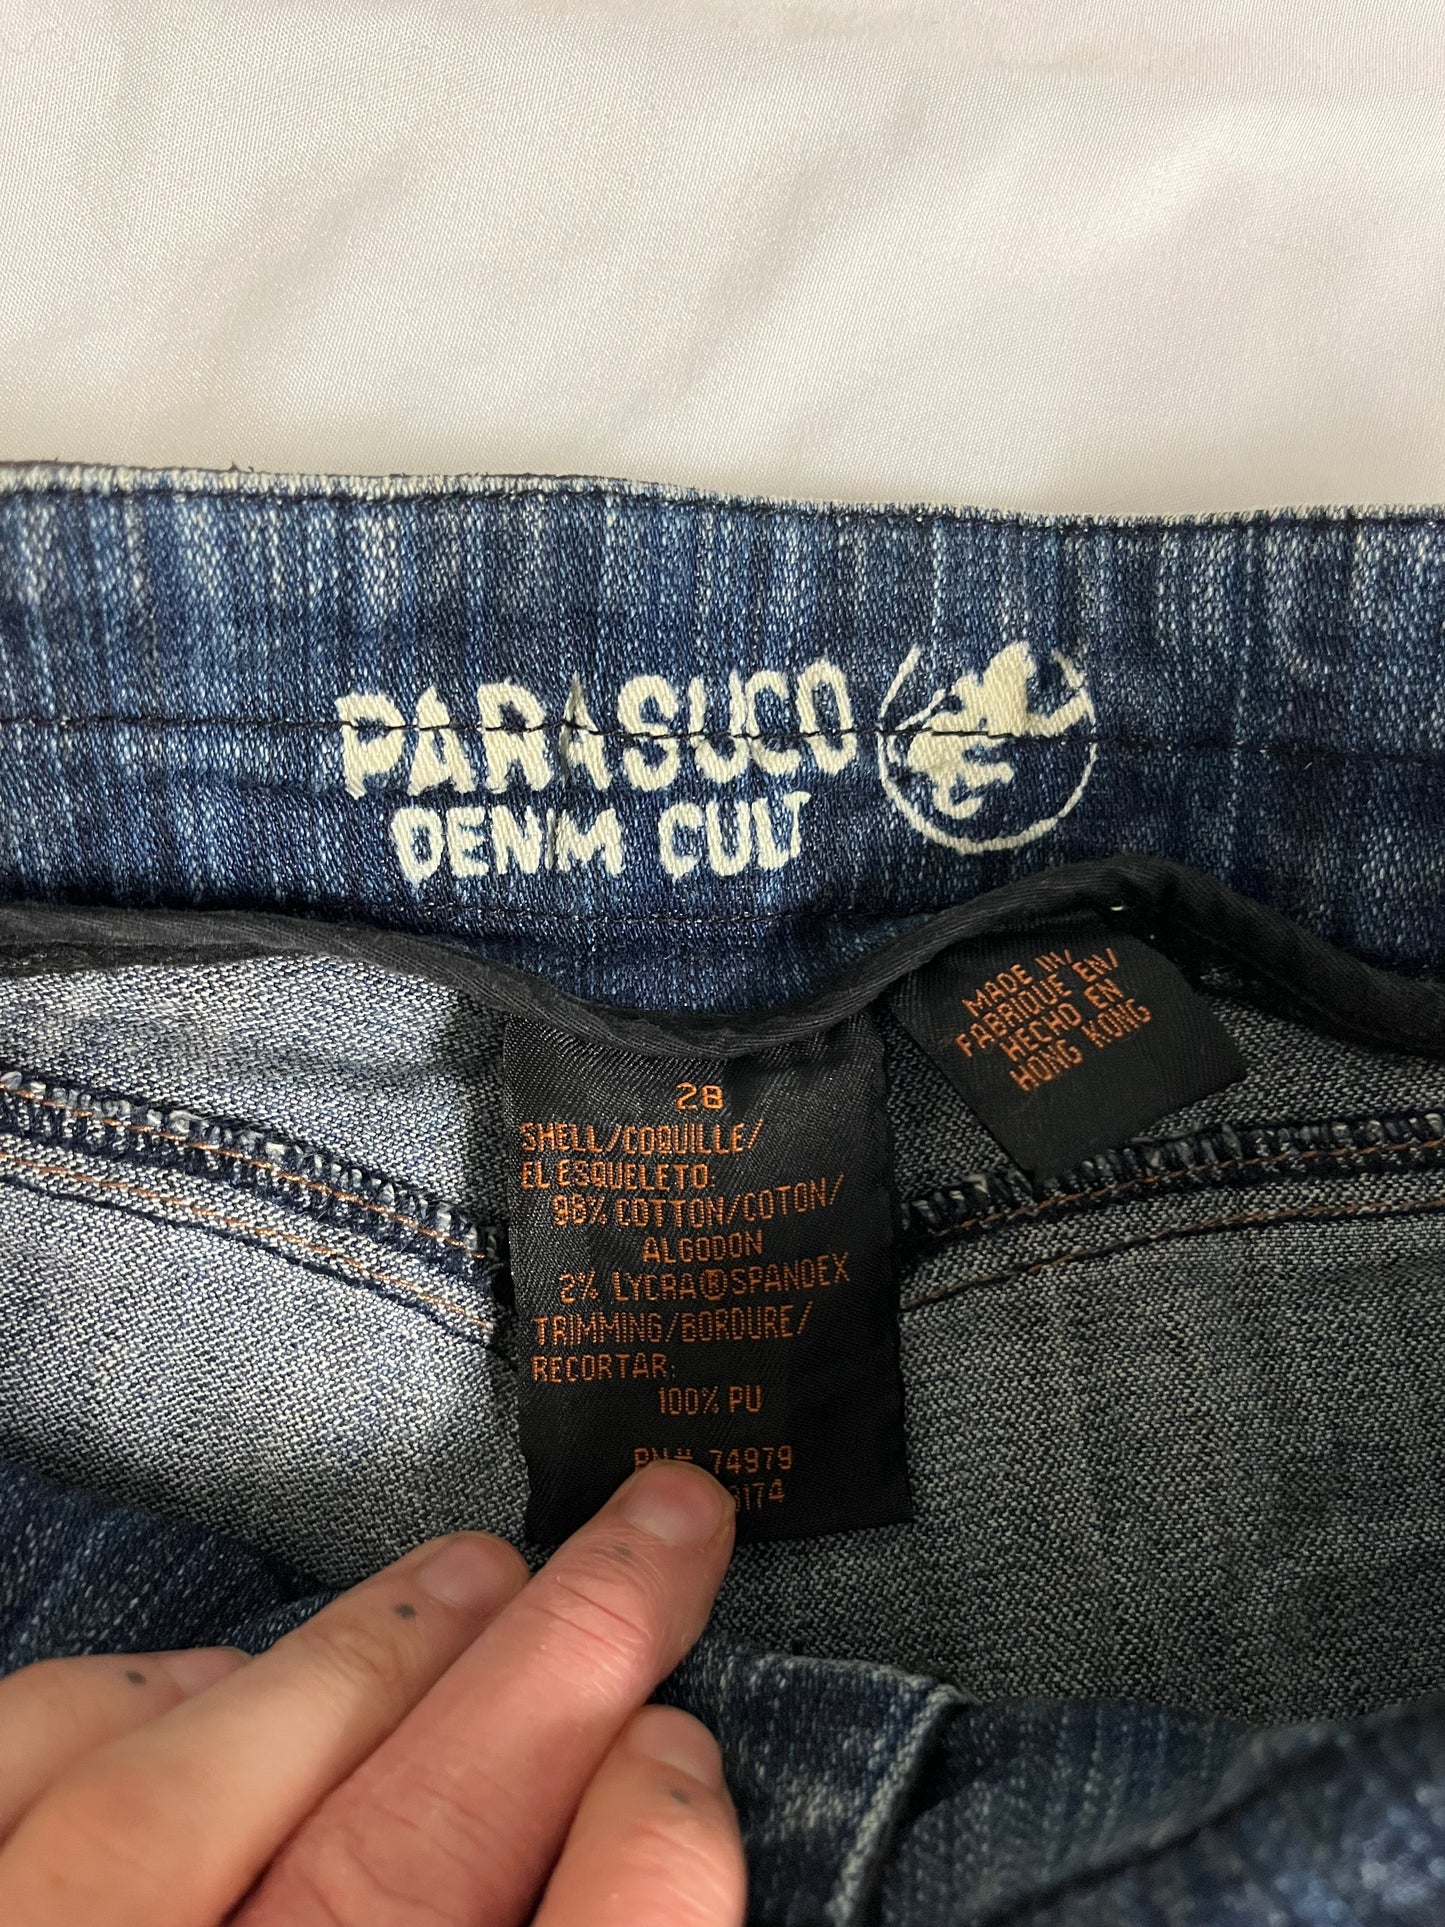 PARASUCO
DENIM CULT
MADE IN/
FABRIQUE EN/
HECHO EN
HONG KONG
28
SHELL/COQUILLE/
EL ESQUELETO:
98% COTTON/COTON/
ALGODON
2% LYCRA®SPANDEX
TRIMMING/BORDURE/
RECORTAR:
100% PU
RN# 74979